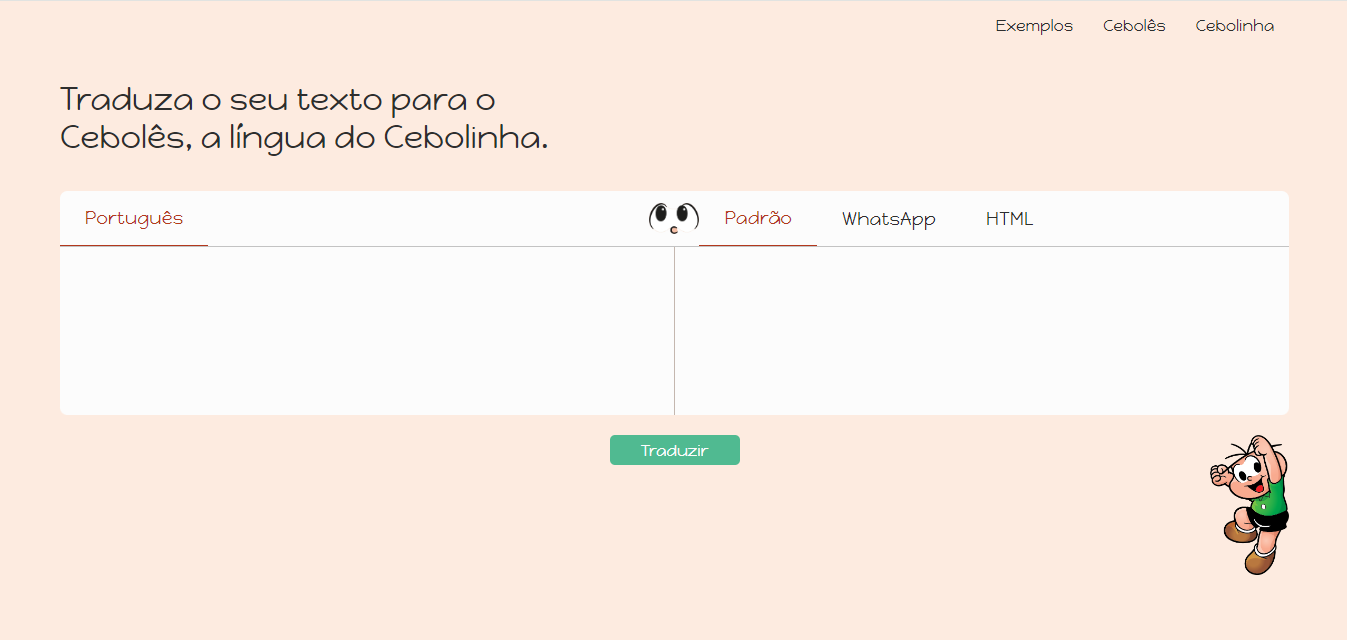 Exemplos Cebolês Cebolinha
Traduza o seu texto para o
Cebolês, a língua do Cebolinha.
Português Padrão WhatsApp HTML
Traduzir